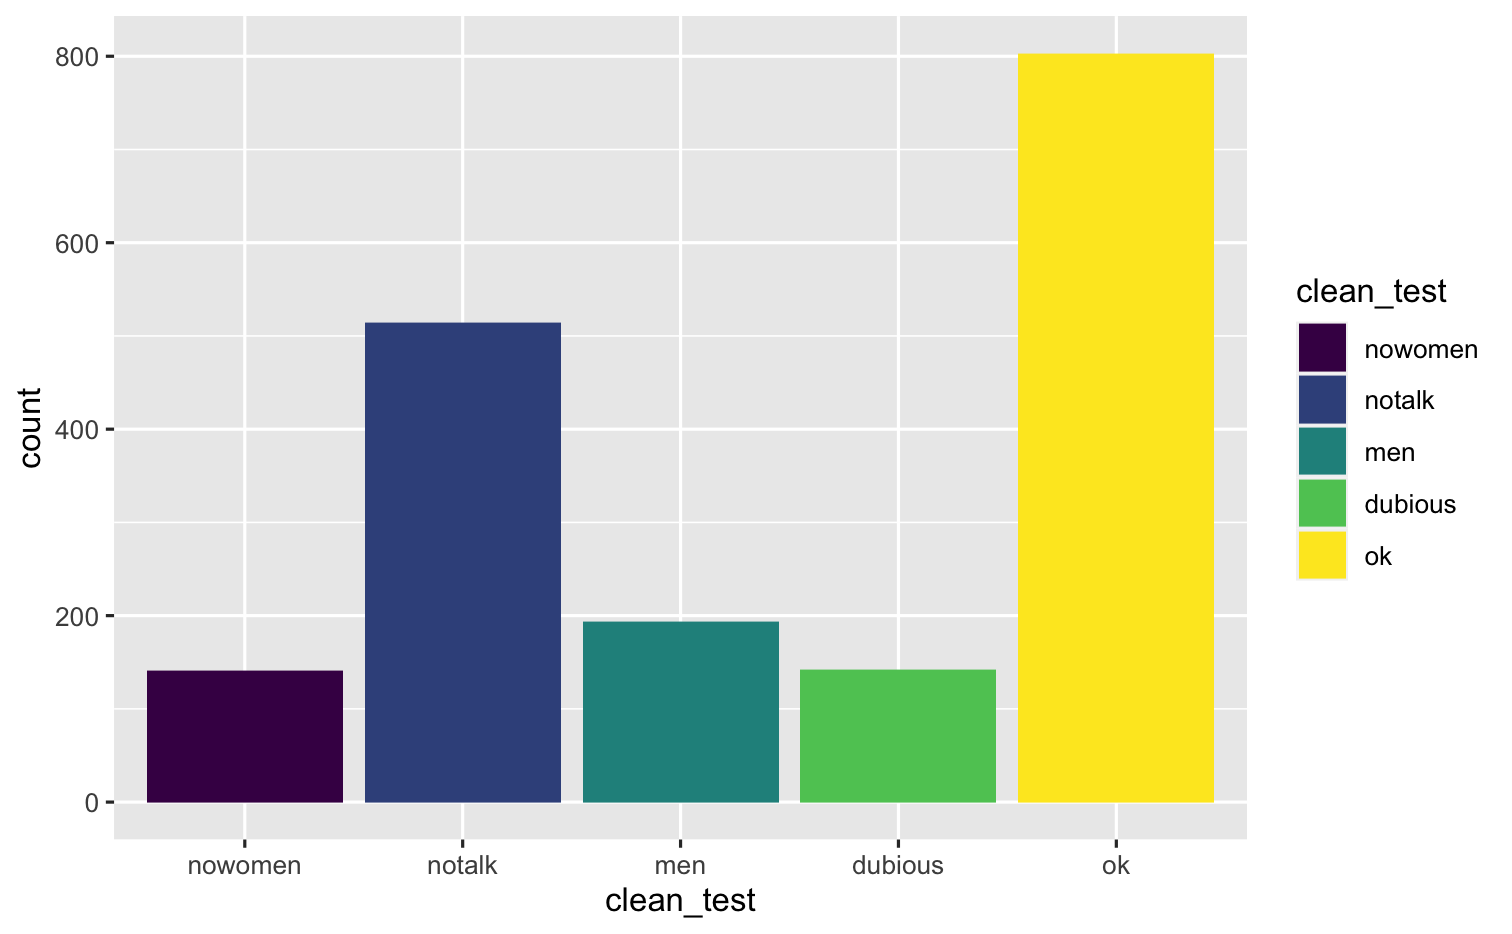 800
600
400
200
0
count
nowomen
notalk
men
dubious
ok
clean_test
clean_test
nowomen
notalk
men
dubious
ok